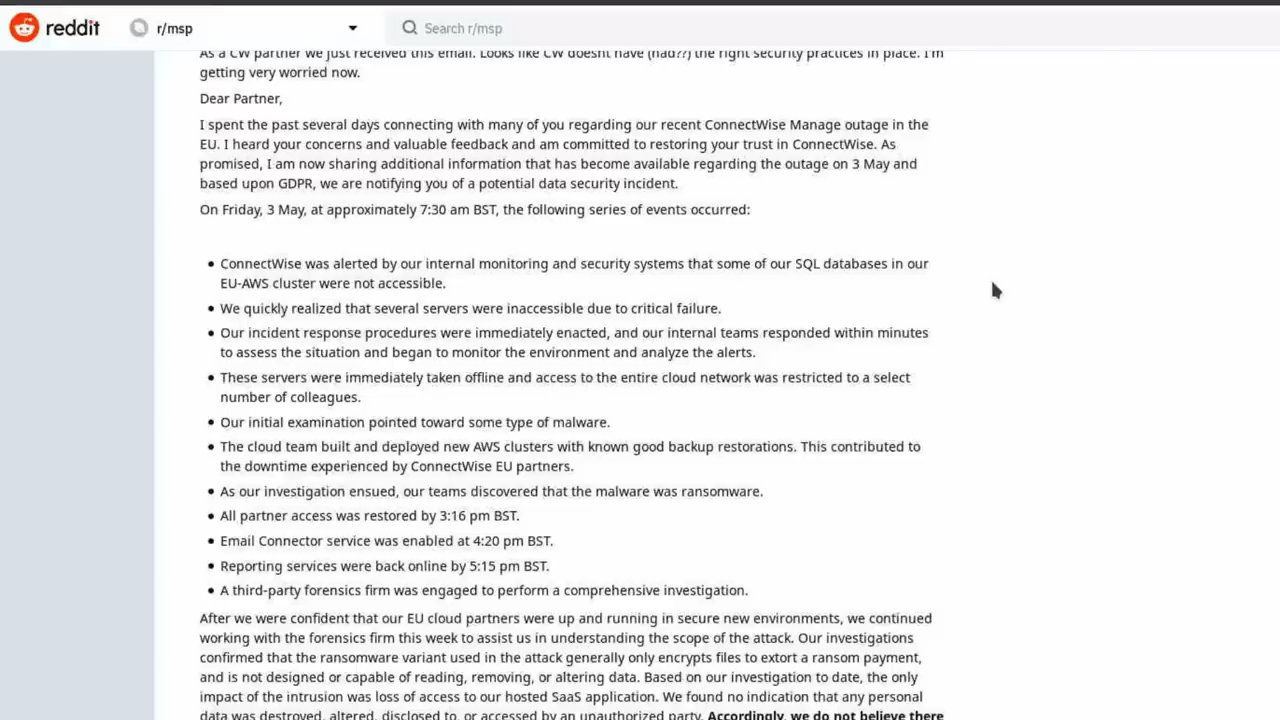 reddit r/msp Search r/msp
As a CW partner we just received this email. Looks like CW doesnt have (had??) the right security practices in place. I'm
getting very worried now.
Dear Partner,
I spent the past several days connecting with many of you regarding our recent ConnectWise Manage outage in the
EU. I heard your concerns and valuable feedback and am committed to restoring your trust in ConnectWise. As
promised, I am now sharing additional information that has become available regarding the outage on 3 May and
based upon GDPR, we are notifying you of a potential data security incident.
On Friday, 3 May, at approximately 7:30 am BST, the following series of events occurred:
• ConnectWise was alerted by our internal monitoring and security systems that some of our SQL databases in our
EU-AWS cluster were not accessible.
• We quickly realized that several servers were inaccessible due to critical failure.
• Our incident response procedures were immediately enacted, and our internal teams responded within minutes
to assess the situation and began to monitor the environment and analyze the alerts.
• These servers were immediately taken offline and access to the entire cloud network was restricted to a select
number of colleagues.
• Our initial examination pointed toward some type of malware.
• The cloud team built and deployed new AWS clusters with known good backup restorations. This contributed to
the downtime experienced by ConnectWise EU partners.
• As our investigation ensued, our teams discovered that the malware was ransomware.
• All partner access was restored by 3:16 pm BST.
• Email Connector service was enabled at 4:20 pm BST.
• Reporting services were back online by 5:15 pm BST.
• A third-party forensics firm was engaged to perform a comprehensive investigation.
After we were confident that our EU cloud partners were up and running in secure new environments, we continued
working with the forensics firm this week to assist us in understanding the scope of the attack. Our investigations
confirmed that the ransomware variant used in the attack generally only encrypts files to extort a ransom payment,
and is not designed or capable of reading, removing, or altering data. Based on our investigation to date, the only
impact of the intrusion was loss of access to our hosted SaaS application. We found no indication that any personal
data was destroyed, altered, disclosed to, or accessed by an unauthorized party. Accordingly, we do not believe there